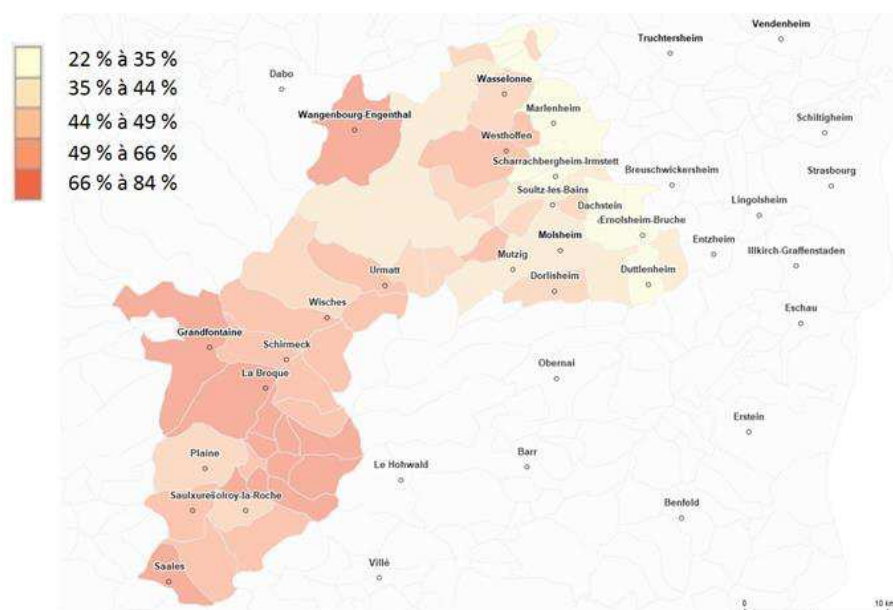 22 % à 35 %
35 % à 44 %
44 % à 49 %
49 % à 66 %
66 % à 84 %
Vendenheim
Truchtersheim
Dabo
Wasselonne
Marlenheim
Wangenbourg-Engenthal
Schiltigheim
Westhoffen
Scharrachbergheim-Irmstett
Breuschwickersheim
Strasbourg
Soultz-les-Bains
Dachstein
Lingolsheim
Ernolsheim-Bruche
Molsheim
Entzheim
Mutzig
Illkirch-Graffenstaden
Urmatt
Dorlisheim
Duttlenheim
Wisches
Eschau
Grandfontaine
Schirmeck
Obernai
La Broque
Erstein
Plaine
Le Hohwald
Barr
Saulxures
Colroy-la-Roche
Benfeld
Saales
Villé
0
10 km